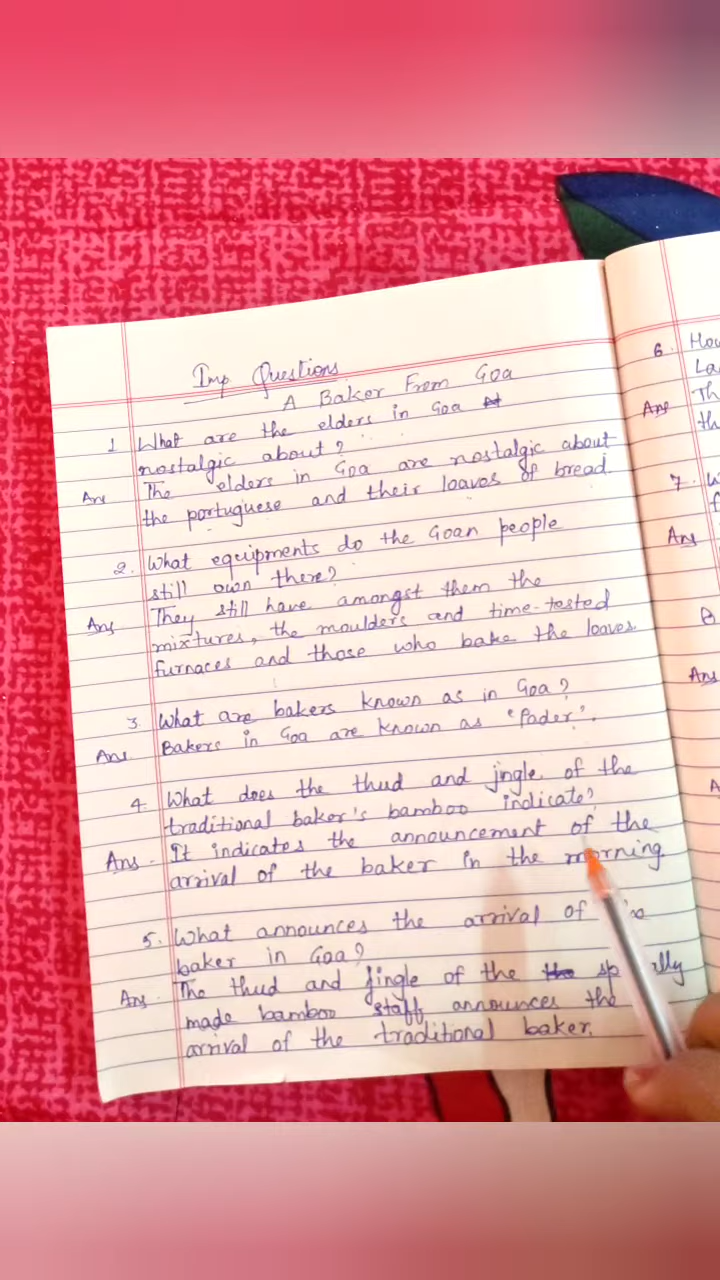 Imp Questions
A Baker From Goa
1. What are the elders in Goa
nostalgic about?
Ans The elders in Goa are nostalgic about
the portuguese and their loaves of bread.
2. What equipments do the Goan people
still own there?
Ans They still have amongst them the
mixtures, the moulders and time-tested
furnaces and those who bake the loaves.
3. What are bakers known as in Goa?
Ans Bakers in Goa are known as "Pader".
4. What does the thud and jingle of the
traditional baker's bamboo indicate?
Ans - It indicates the announcement of the
arrival of the baker in the morning.
5. What announces the arrival of
baker in Goa?
Ans - The thud and jingle of the
made bamboo staff announces the
arrival of the traditional baker.
6. How
La
Ans Th
th
7. W
f
Ans
Ans